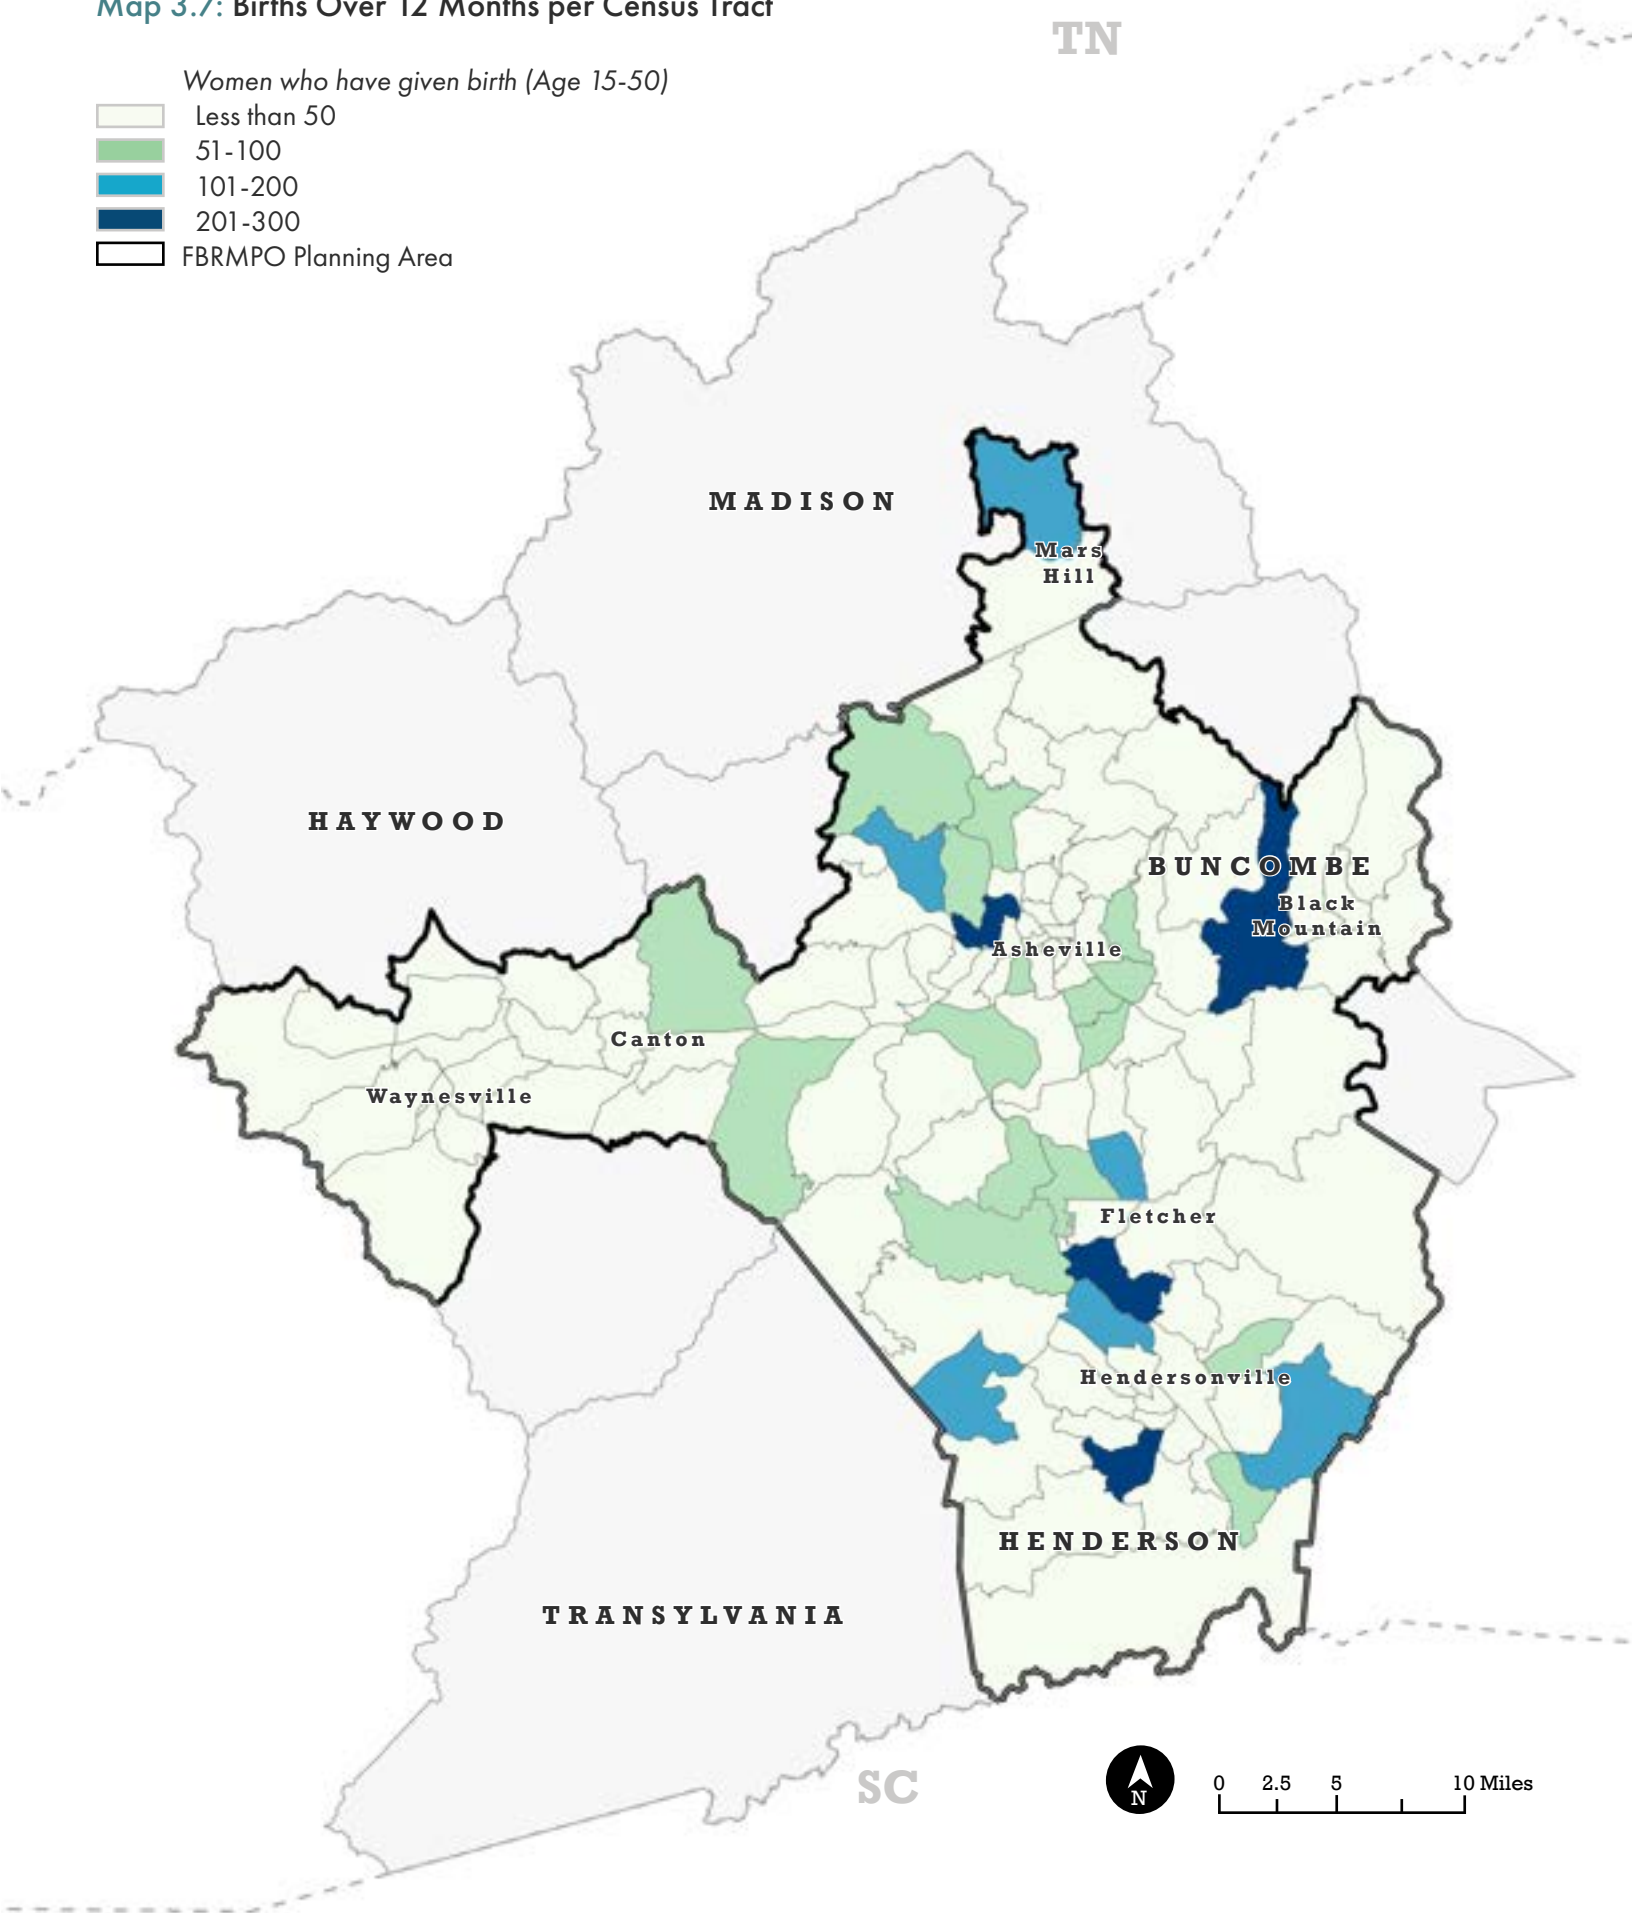 Map 3.7: Births Over 12 Months per Census Tract
TN
Women who have given birth (Age 15-50)
Less than 50
51-100
101-200
201-300
FBRMPO Planning Area
MADISON
Mars
Hill
HAYWOOD
BUNCOMBE
Black
Mountain
Asheville
Canton
Waynesville
Fletcher
Hendersonville
HENDERSON
TRANSYLVANIA
SC
N
0 2.5 5 10 Miles